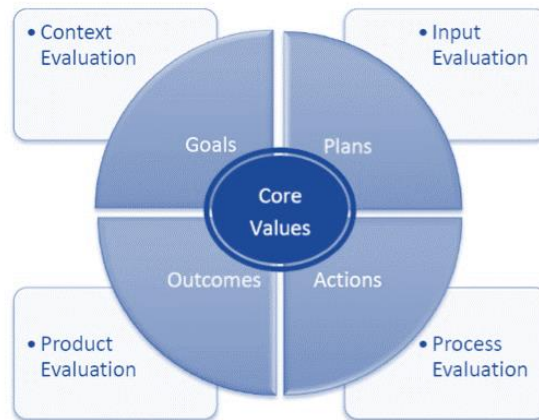 • Context
Evaluation
• Input
Evaluation
Goals
Plans
Core
Values
Outcomes
Actions
• Product
Evaluation
• Process
Evaluation